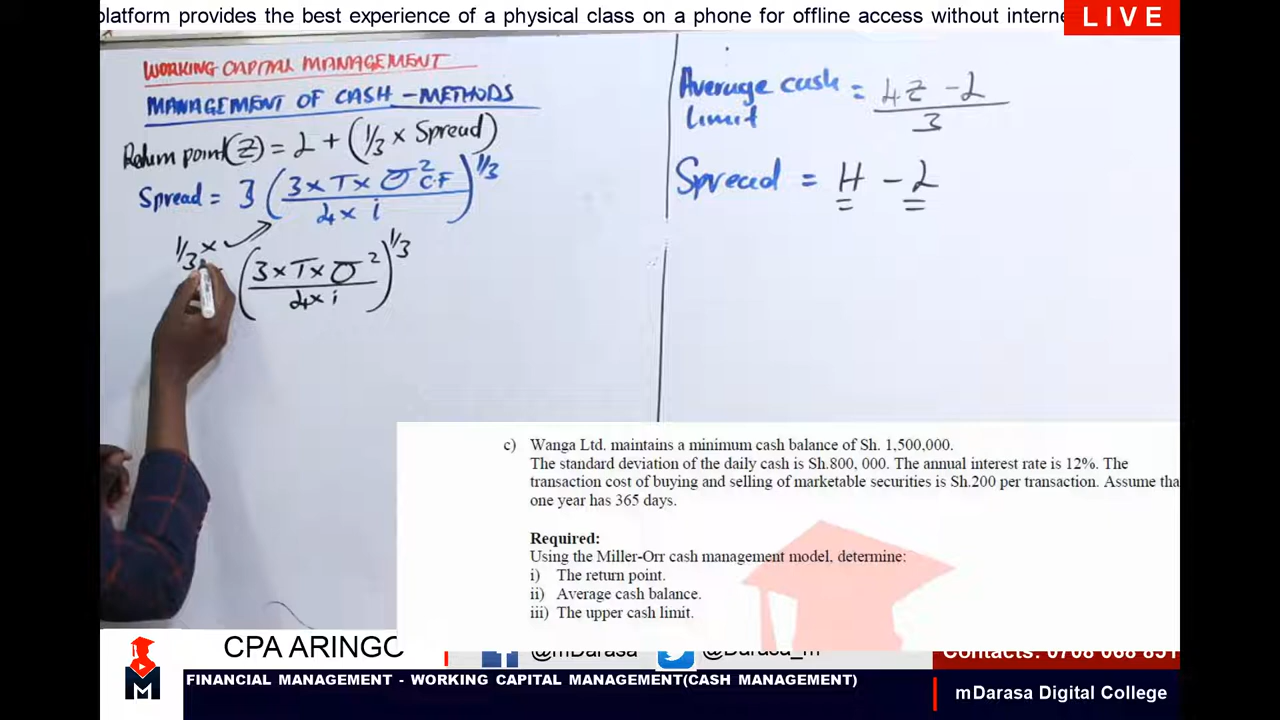 platform provides the best experience of a physical class on a phone for offline access without interne
LIVE
WORKING CAPITAL MANAGEMENT
MANAGEMENT OF CASH - METHODS
Return point(Z) = L + (1/3 x Spread)
Spread = 3 (3 x T x σ² C.F / 4 x i)^1/3
1/3 x
(3 x T x σ² / 4 x i)^1/3
Average cash limit = 4Z - L / 3
Spread = H - L
c) Wanga Ltd. maintains a minimum cash balance of Sh. 1,500,000.
The standard deviation of the daily cash is Sh.800, 000. The annual interest rate is 12%. The
transaction cost of buying and selling of marketable securities is Sh.200 per transaction. Assume tha
one year has 365 days.
Required:
Using the Miller-Orr cash management model, determine:
i) The return point.
ii) Average cash balance.
iii) The upper cash limit.
CPA ARINGO
@mDarasa
Contacts: 0708 068 851
FINANCIAL MANAGEMENT - WORKING CAPITAL MANAGEMENT(CASH MANAGEMENT)
mDarasa Digital College